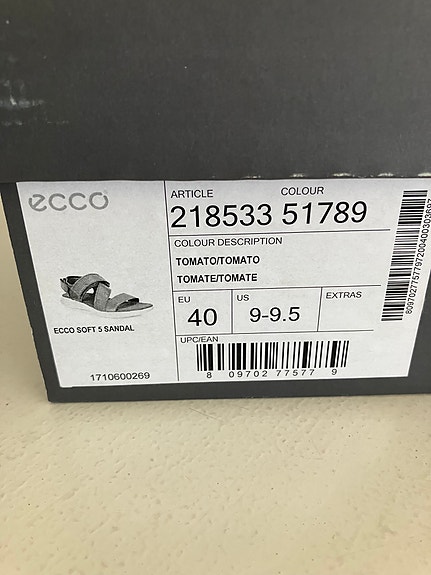 ecco
ARTICLE COLOUR
218533 51789
COLOUR DESCRIPTION
TOMATO/TOMATO
TOMATE/TOMATE
EU US EXTRAS
40 9-9.5
ECCO SOFT 5 SANDAL
UPC/EAN
8 09702 77577 9
1710600269